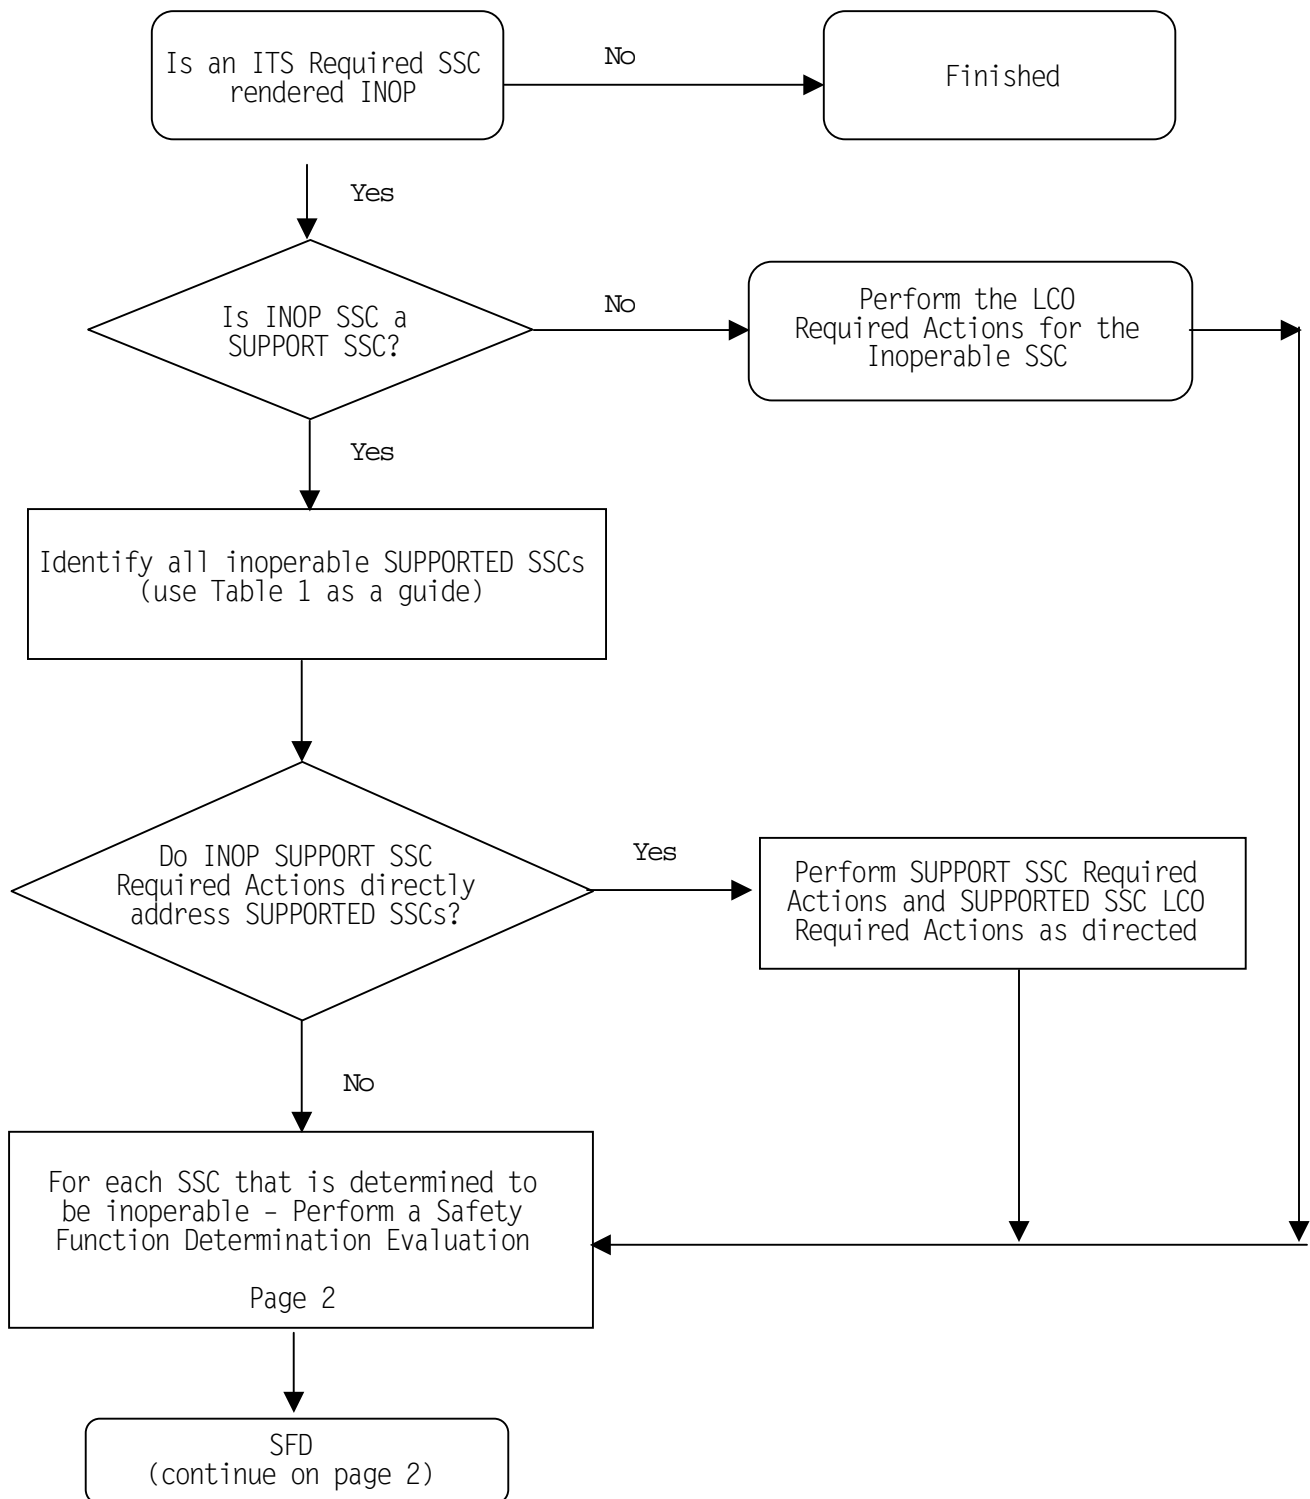 Is an ITS Required SSC
rendered INOP
No
Finished
Yes
Is INOP SSC a
SUPPORT SSC?
No
Perform the LCO
Required Actions for the
Inoperable SSC
Yes
Identify all inoperable SUPPORTED SSCs
(use Table 1 as a guide)
Do INOP SUPPORT SSC
Required Actions directly
address SUPPORTED SSCs?
Yes
Perform SUPPORT SSC Required
Actions and SUPPORTED SSC LCO
Required Actions as directed
No
For each SSC that is determined to
be inoperable – Perform a Safety
Function Determination Evaluation
Page 2
SFD
(continue on page 2)